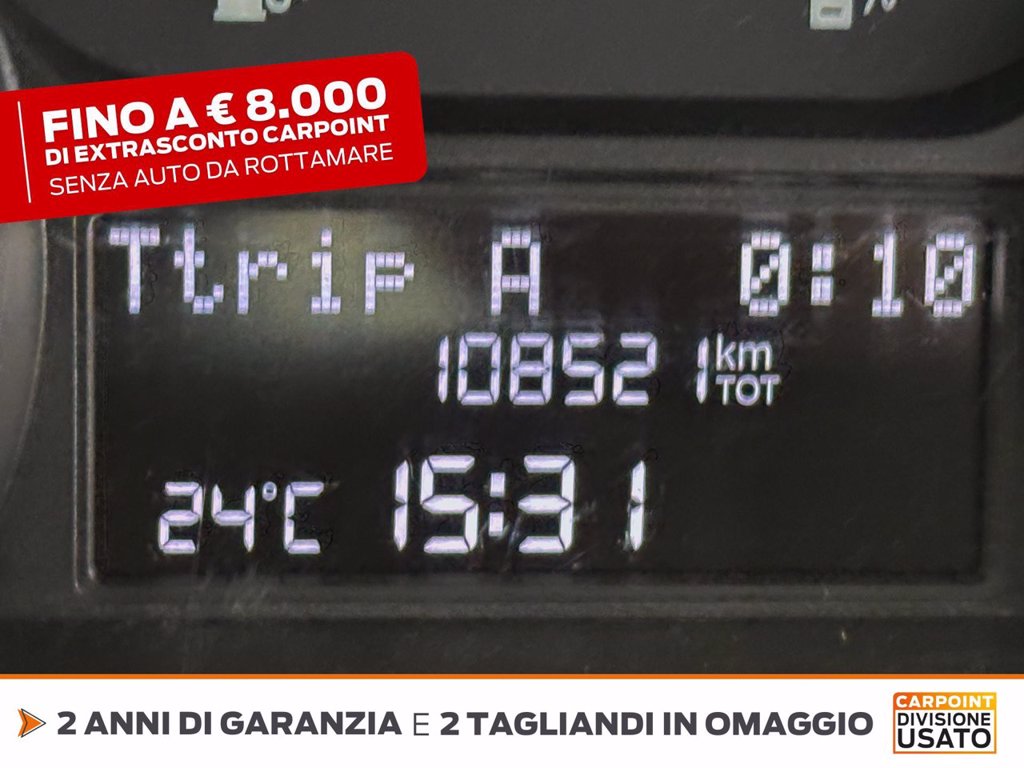 FINO A € 8.000
DI EXTRASCONTO CARPOINT
SENZA AUTO DA ROTTAMARE
Ttrip A 0:10
108521 km TOT
24°C 15:31
2 ANNI DI GARANZIA E 2 TAGLIANDI IN OMAGGIO
CARPOINT
DIVISIONE
USATO